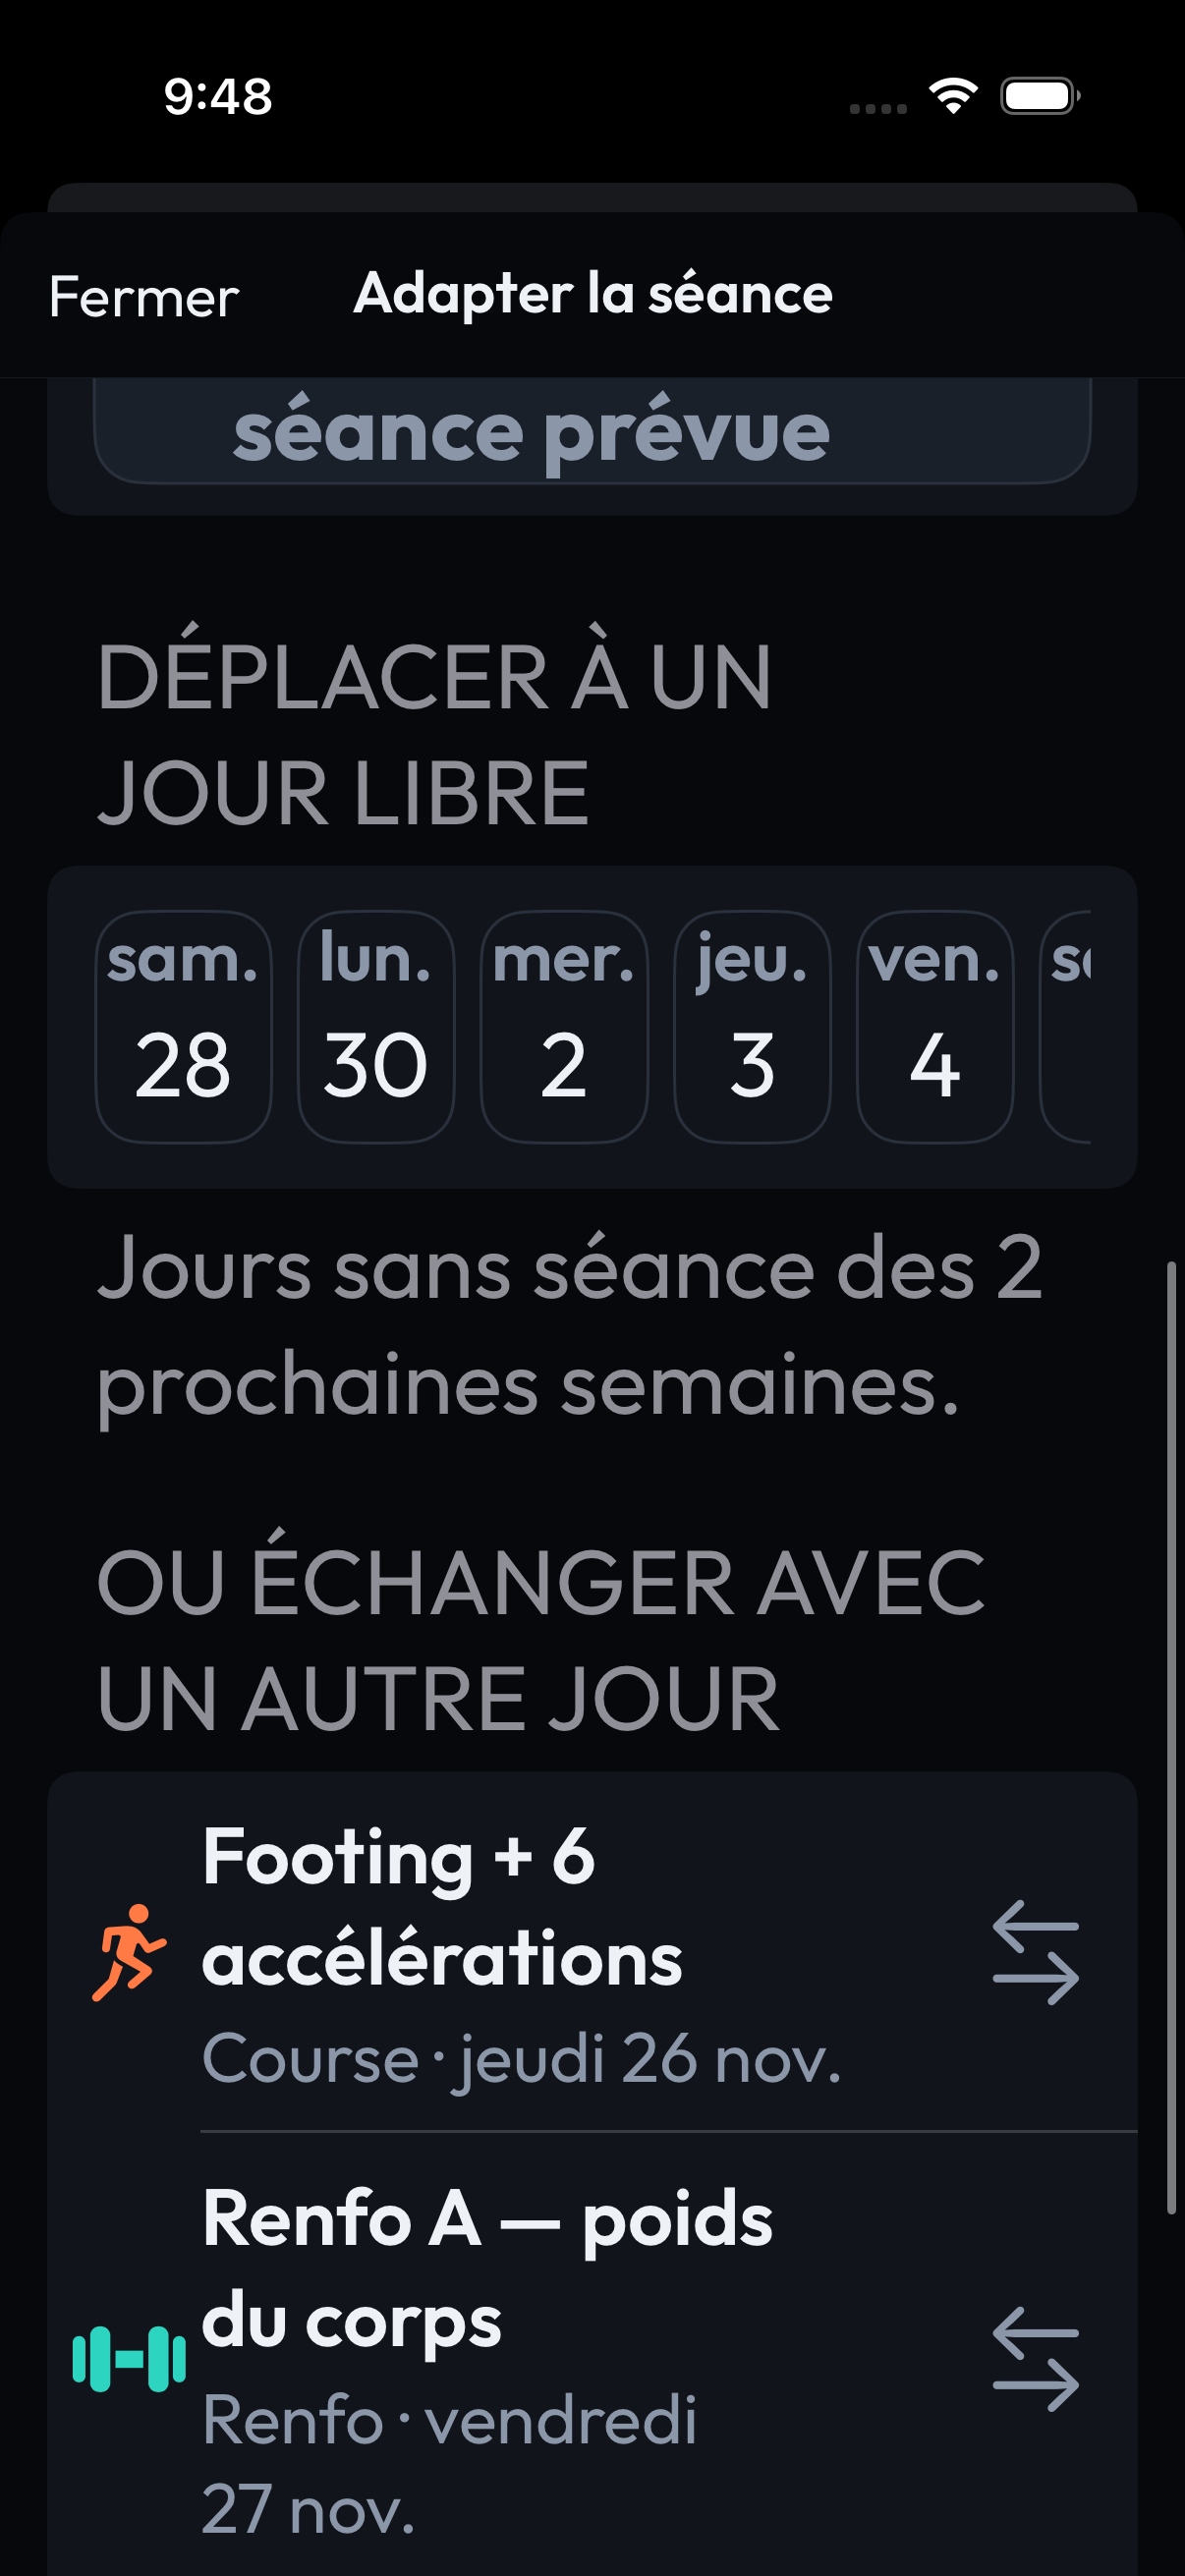 9:48
Fermer
Adapter la séance
séance prévue
DÉPLACER À UN
JOUR LIBRE
sam. lun. mer. jeu. ven.
28 30 2 3 4
Jours sans séance des 2
prochaines semaines.
OU ÉCHANGER AVEC
UN AUTRE JOUR
Footing + 6
accélérations
Course · jeudi 26 nov.
Renfo A — poids
du corps
Renfo · vendredi
27 nov.